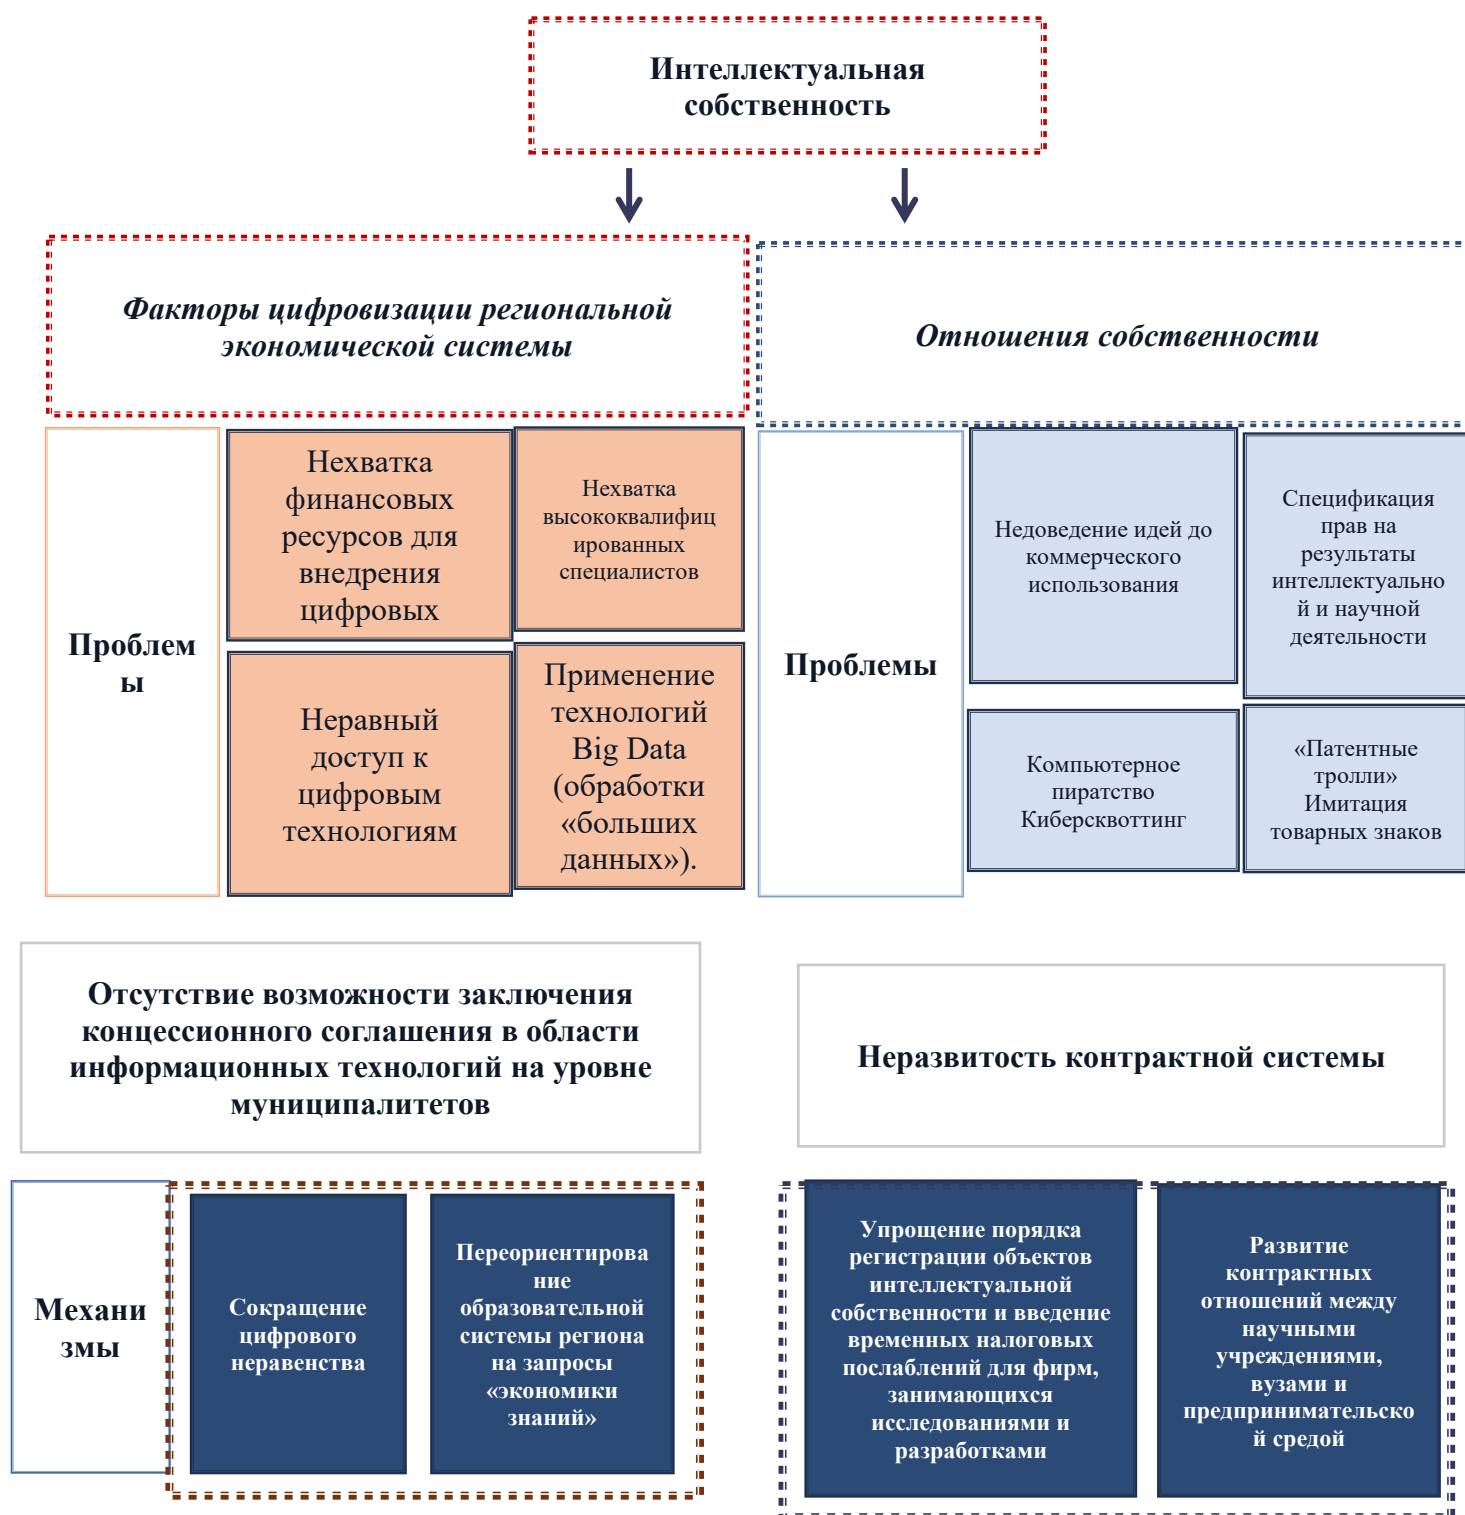 Интеллектуальная
собственность
Факторы цифровизации региональной
экономической системы
Отношения собственности
Проблем
ы
Нехватка
финансовых
ресурсов для
внедрения
цифровых
Нехватка
высококвалифиц
ированных
специалистов
Неравный
доступ к
цифровым
технологиям
Применение
технологий
Big Data
(обработки
«больших
данных»).
Проблемы
Недоведение идей до
коммерческого
использования
Спецификация
прав на
результаты
интеллектуально
й и научной
деятельности
Компьютерное
пиратство
Киберсквоттинг
«Патентные
тролли»
Имитация
товарных знаков
Отсутствие возможности заключения
концессионного соглашения в области
информационных технологий на уровне
муниципалитетов
Неразвитость контрактной системы
Механи
змы
Сокращение
цифрового
неравенства
Переориентирова
ние
образовательной
системы региона
на запросы
«экономики
знаний»
Упрощение порядка
регистрации объектов
интеллектуальной
собственности и введение
временных налоговых
послаблений для фирм,
занимающихся
исследованиями и
разработками
Развитие
контрактных
отношений между
научными
учреждениями,
вузами и
предпринимательско
й средой